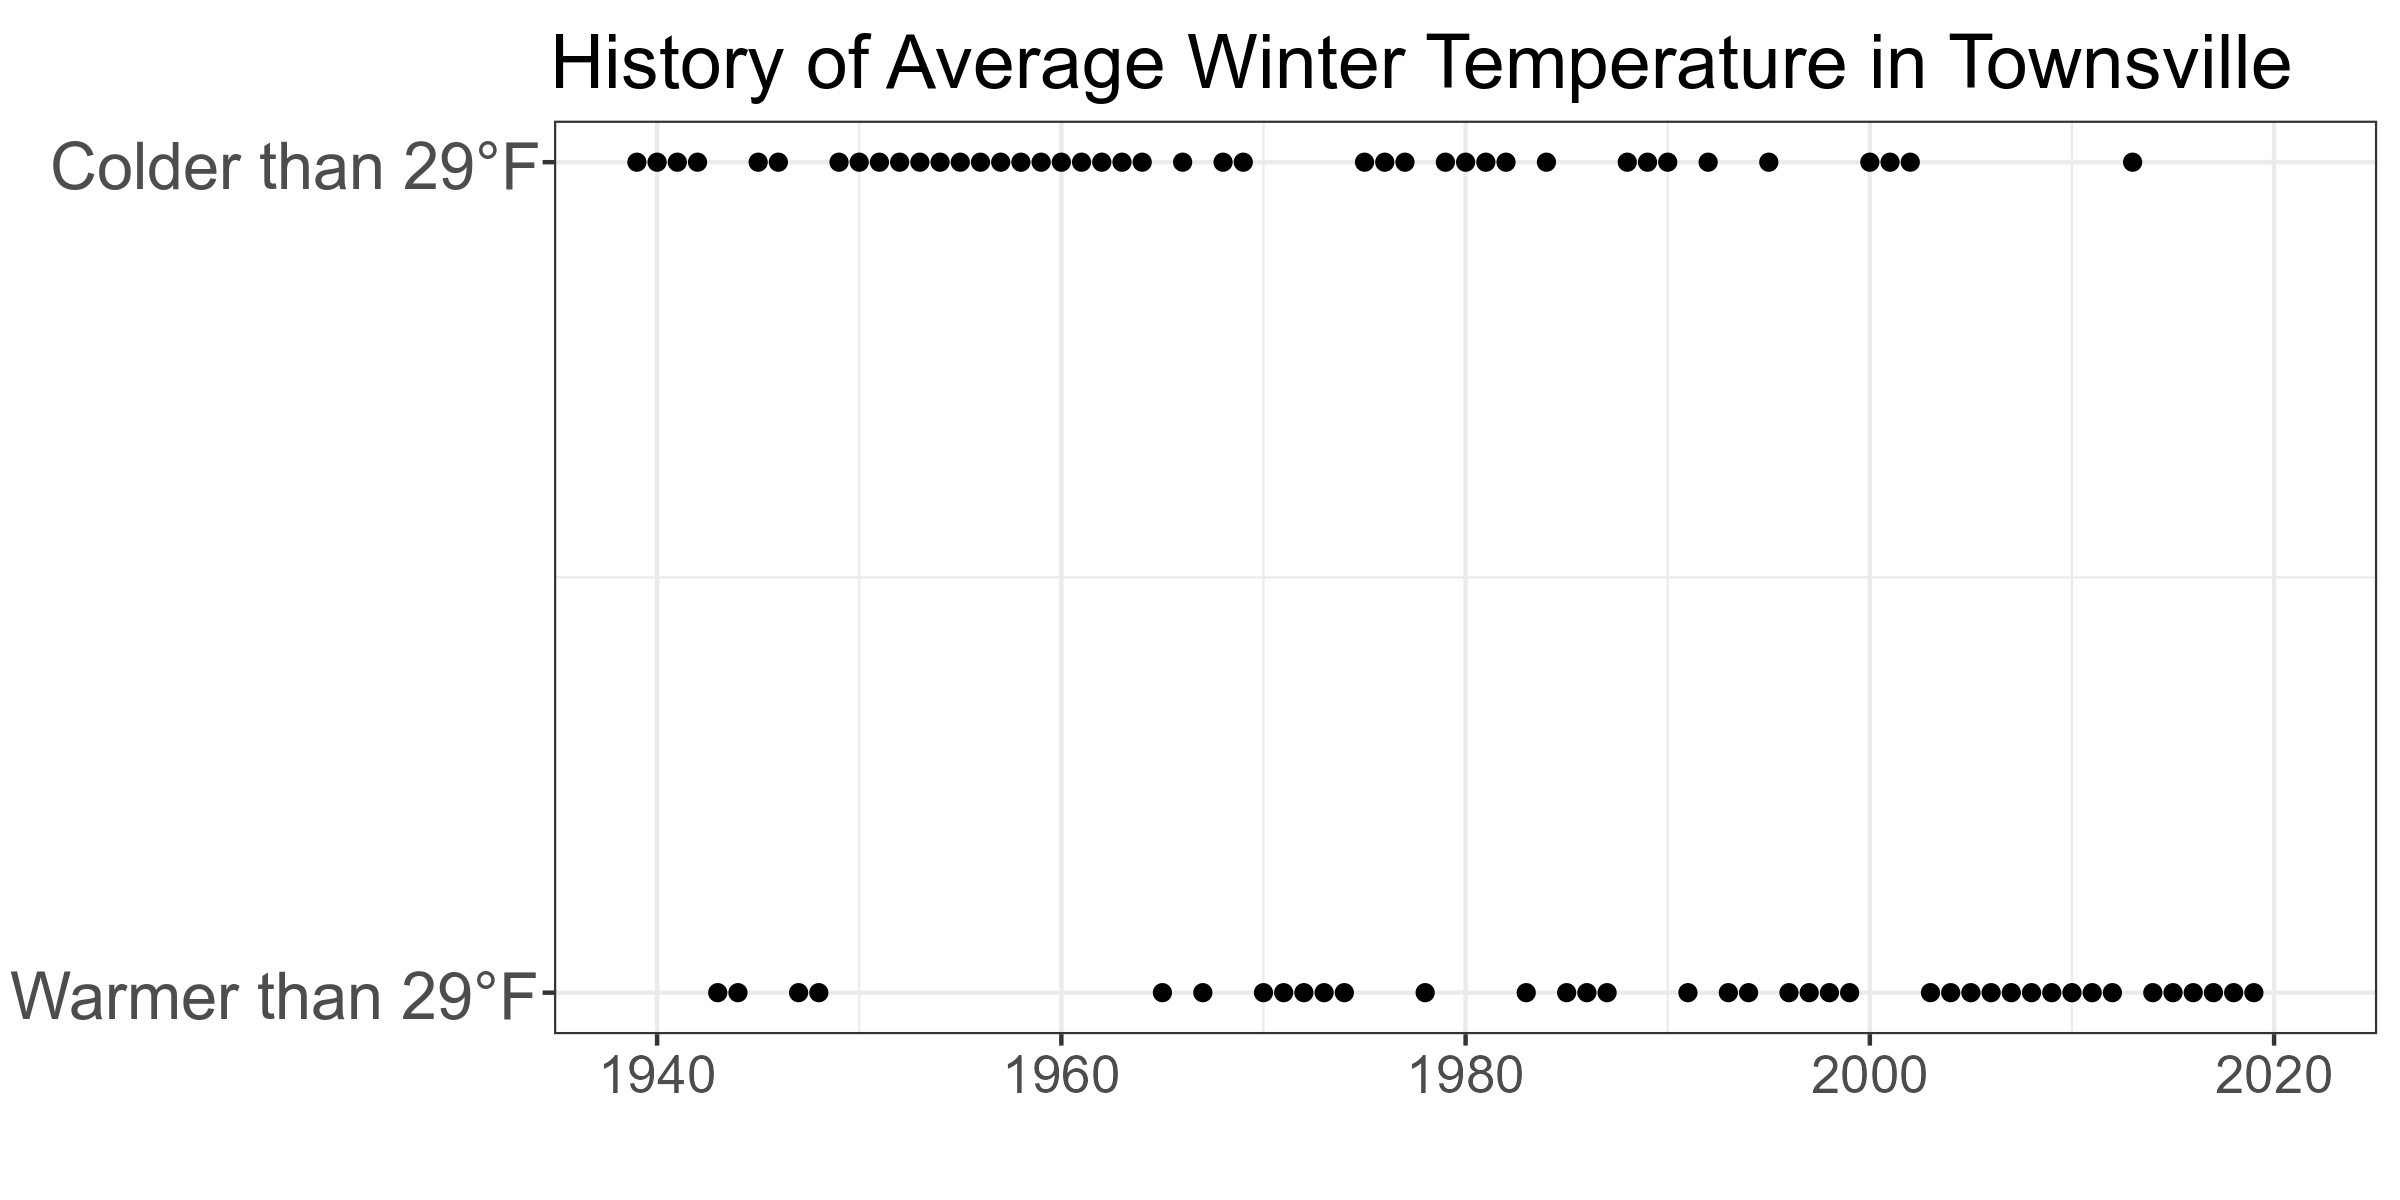 History of Average Winter Temperature in Townsville
Colder than 29°F
Warmer than 29°F
1940 1960 1980 2000 2020